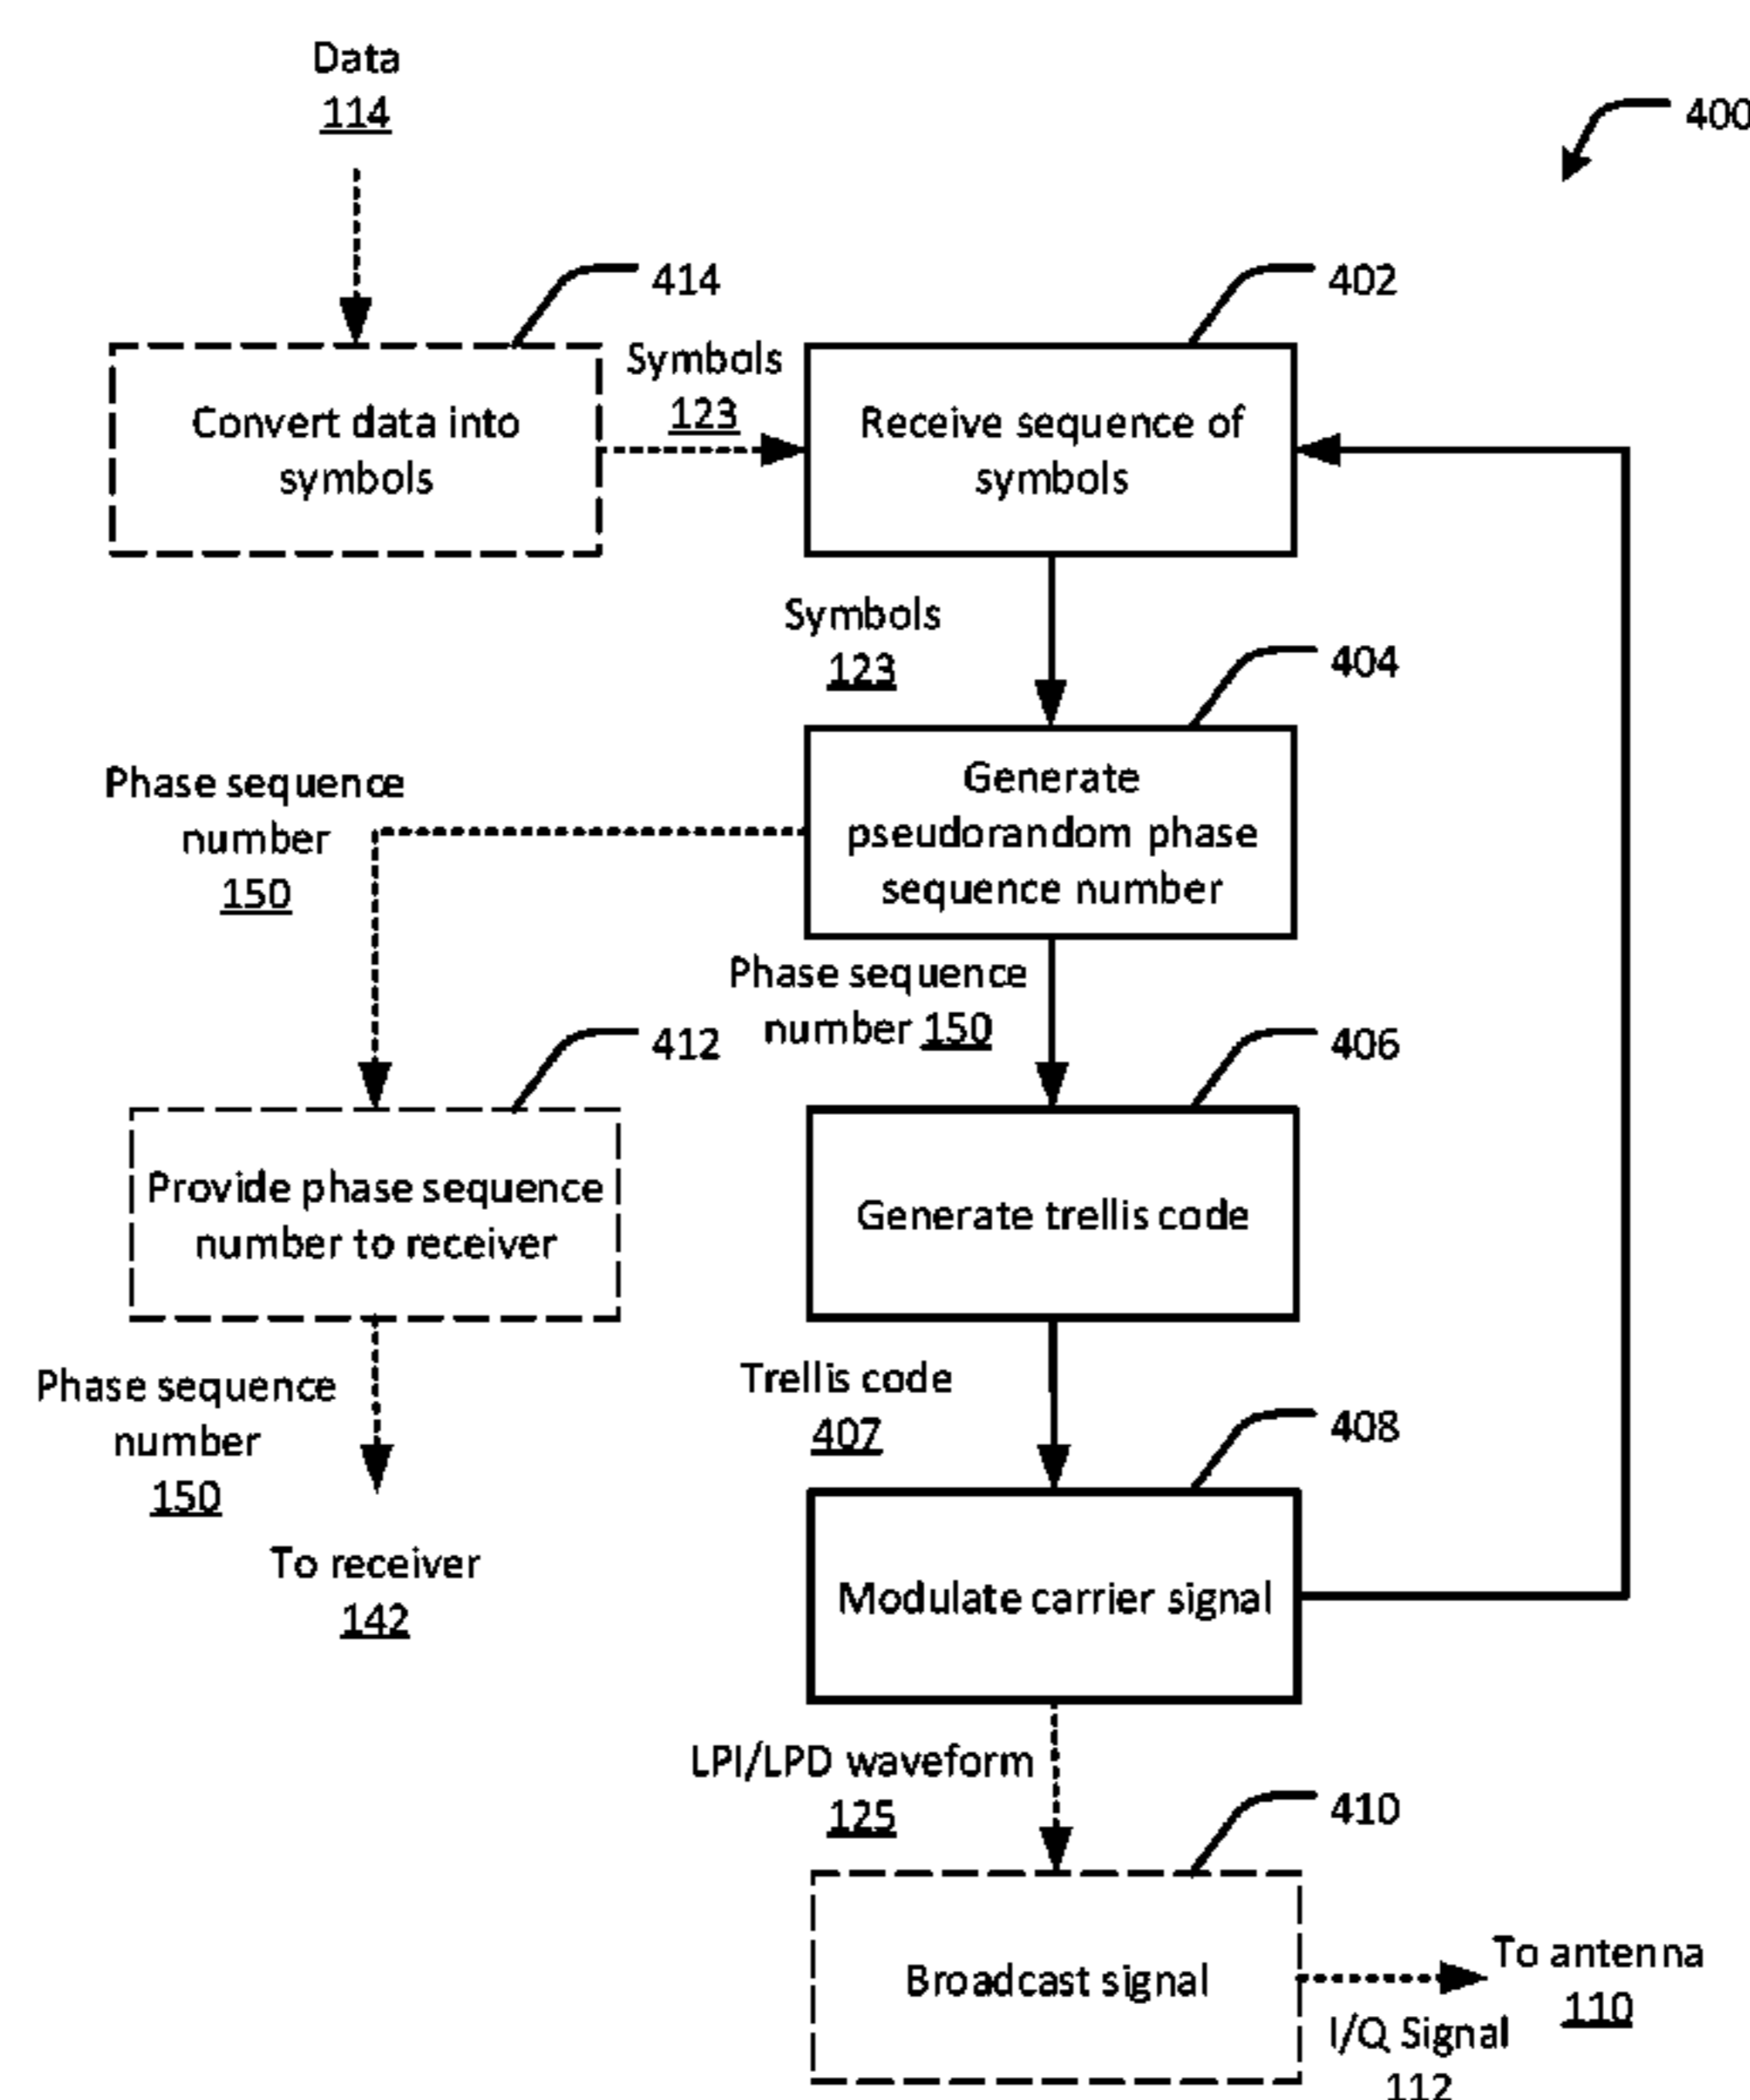 Data
114
400
414
402
Symbols
123
Convert data into
symbols
Receive sequence of
symbols
Symbols
123
404
Phase sequence
number
150
Generate
pseudorandom phase
sequence number
Phase sequence
number 150
412
406
Provide phase sequence
number to receiver
Generate trellis code
Phase sequence
number
150
Trellis code
407
408
To receiver
142
Modulate carrier signal
LPI/LPD waveform
125
410
Broadcast signal
To antenna
110
I/Q Signal
112